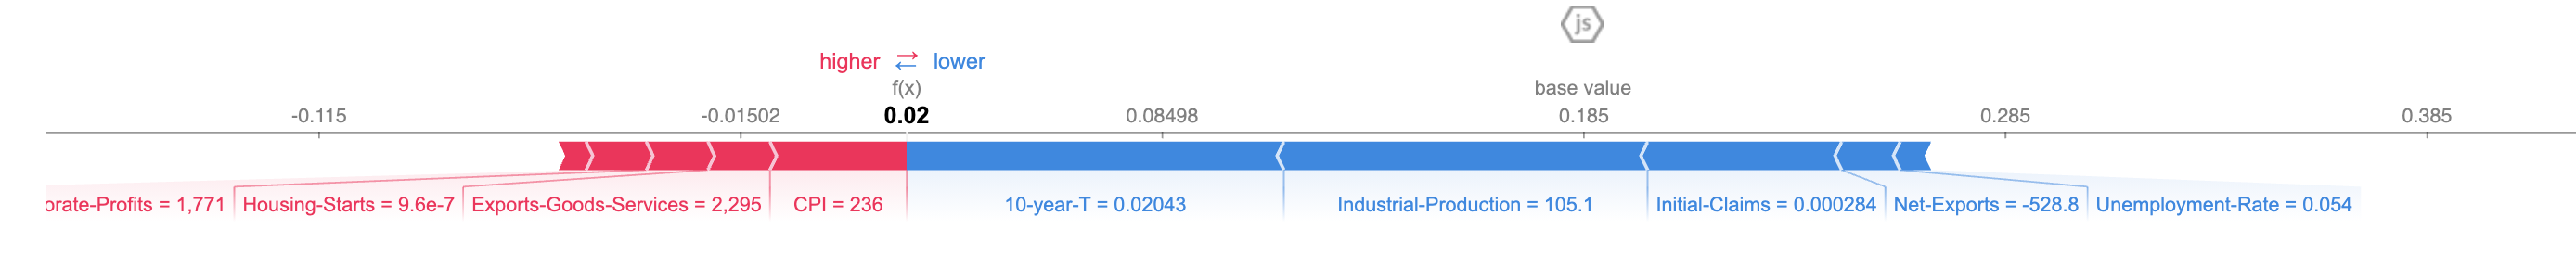 js
higher lower
f(x) base value
-0.115 -0.01502 0.02 0.08498 0.185 0.285 0.385
orate-Profits = 1,771 Housing-Starts = 9.6e-7 Exports-Goods-Services = 2,295 CPI = 236 10-year-T = 0.02043 Industrial-Production = 105.1 Initial-Claims = 0.000284 Net-Exports = -528.8 Unemployment-Rate = 0.054